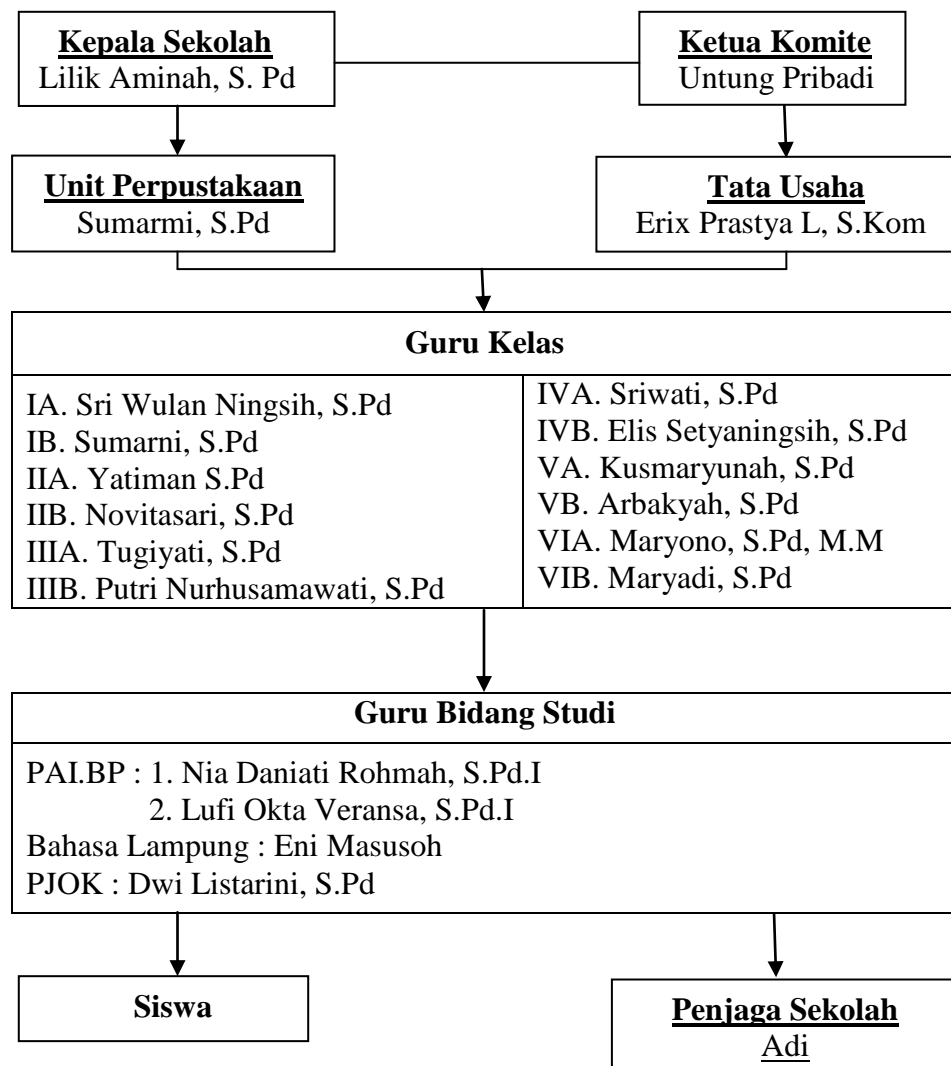 Kepala Sekolah
Lilik Aminah, S. Pd
Ketua Komite
Untung Pribadi
Unit Perpustakaan
Sumarmi, S.Pd
Tata Usaha
Erix Prastya L, S.Kom
Guru Kelas
IA. Sri Wulan Ningsih, S.Pd
IB. Sumarni, S.Pd
IIA. Yatiman S.Pd
IIB. Novitasari, S.Pd
IIIA. Tugiyati, S.Pd
IIIB. Putri Nurhusamawati, S.Pd
IVA. Sriwati, S.Pd
IVB. Elis Setyaningsih, S.Pd
VA. Kusmaryunah, S.Pd
VB. Arbakyah, S.Pd
VIA. Maryono, S.Pd, M.M
VIB. Maryadi, S.Pd
Guru Bidang Studi
PAI.BP : 1. Nia Daniati Rohmah, S.Pd.I
2. Lufi Okta Veransa, S.Pd.I
Bahasa Lampung : Eni Masusoh
PJOK : Dwi Listarini, S.Pd
Siswa
Penjaga Sekolah
Adi